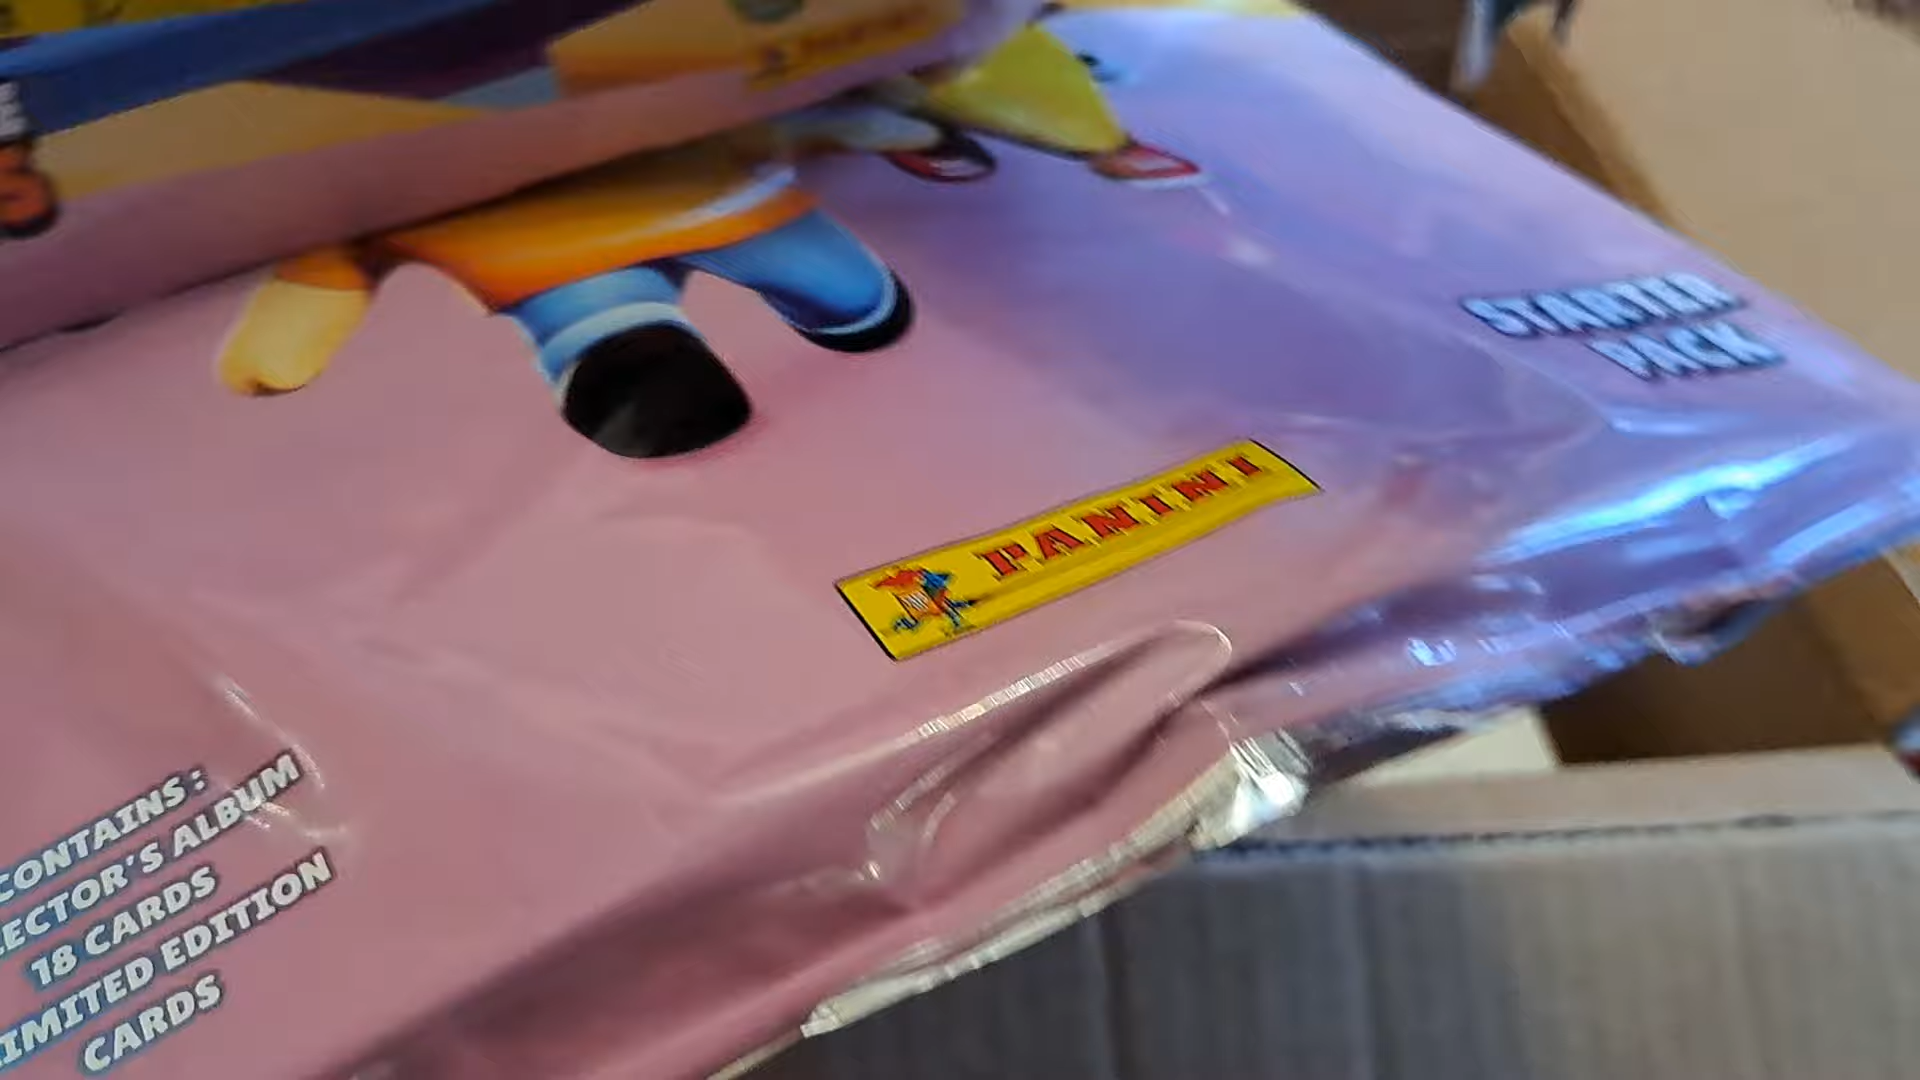 STARTER
PACK
PANINI
CONTAINS:
LECTOR'S ALBUM
18 CARDS
IMITED EDITION
CARDS